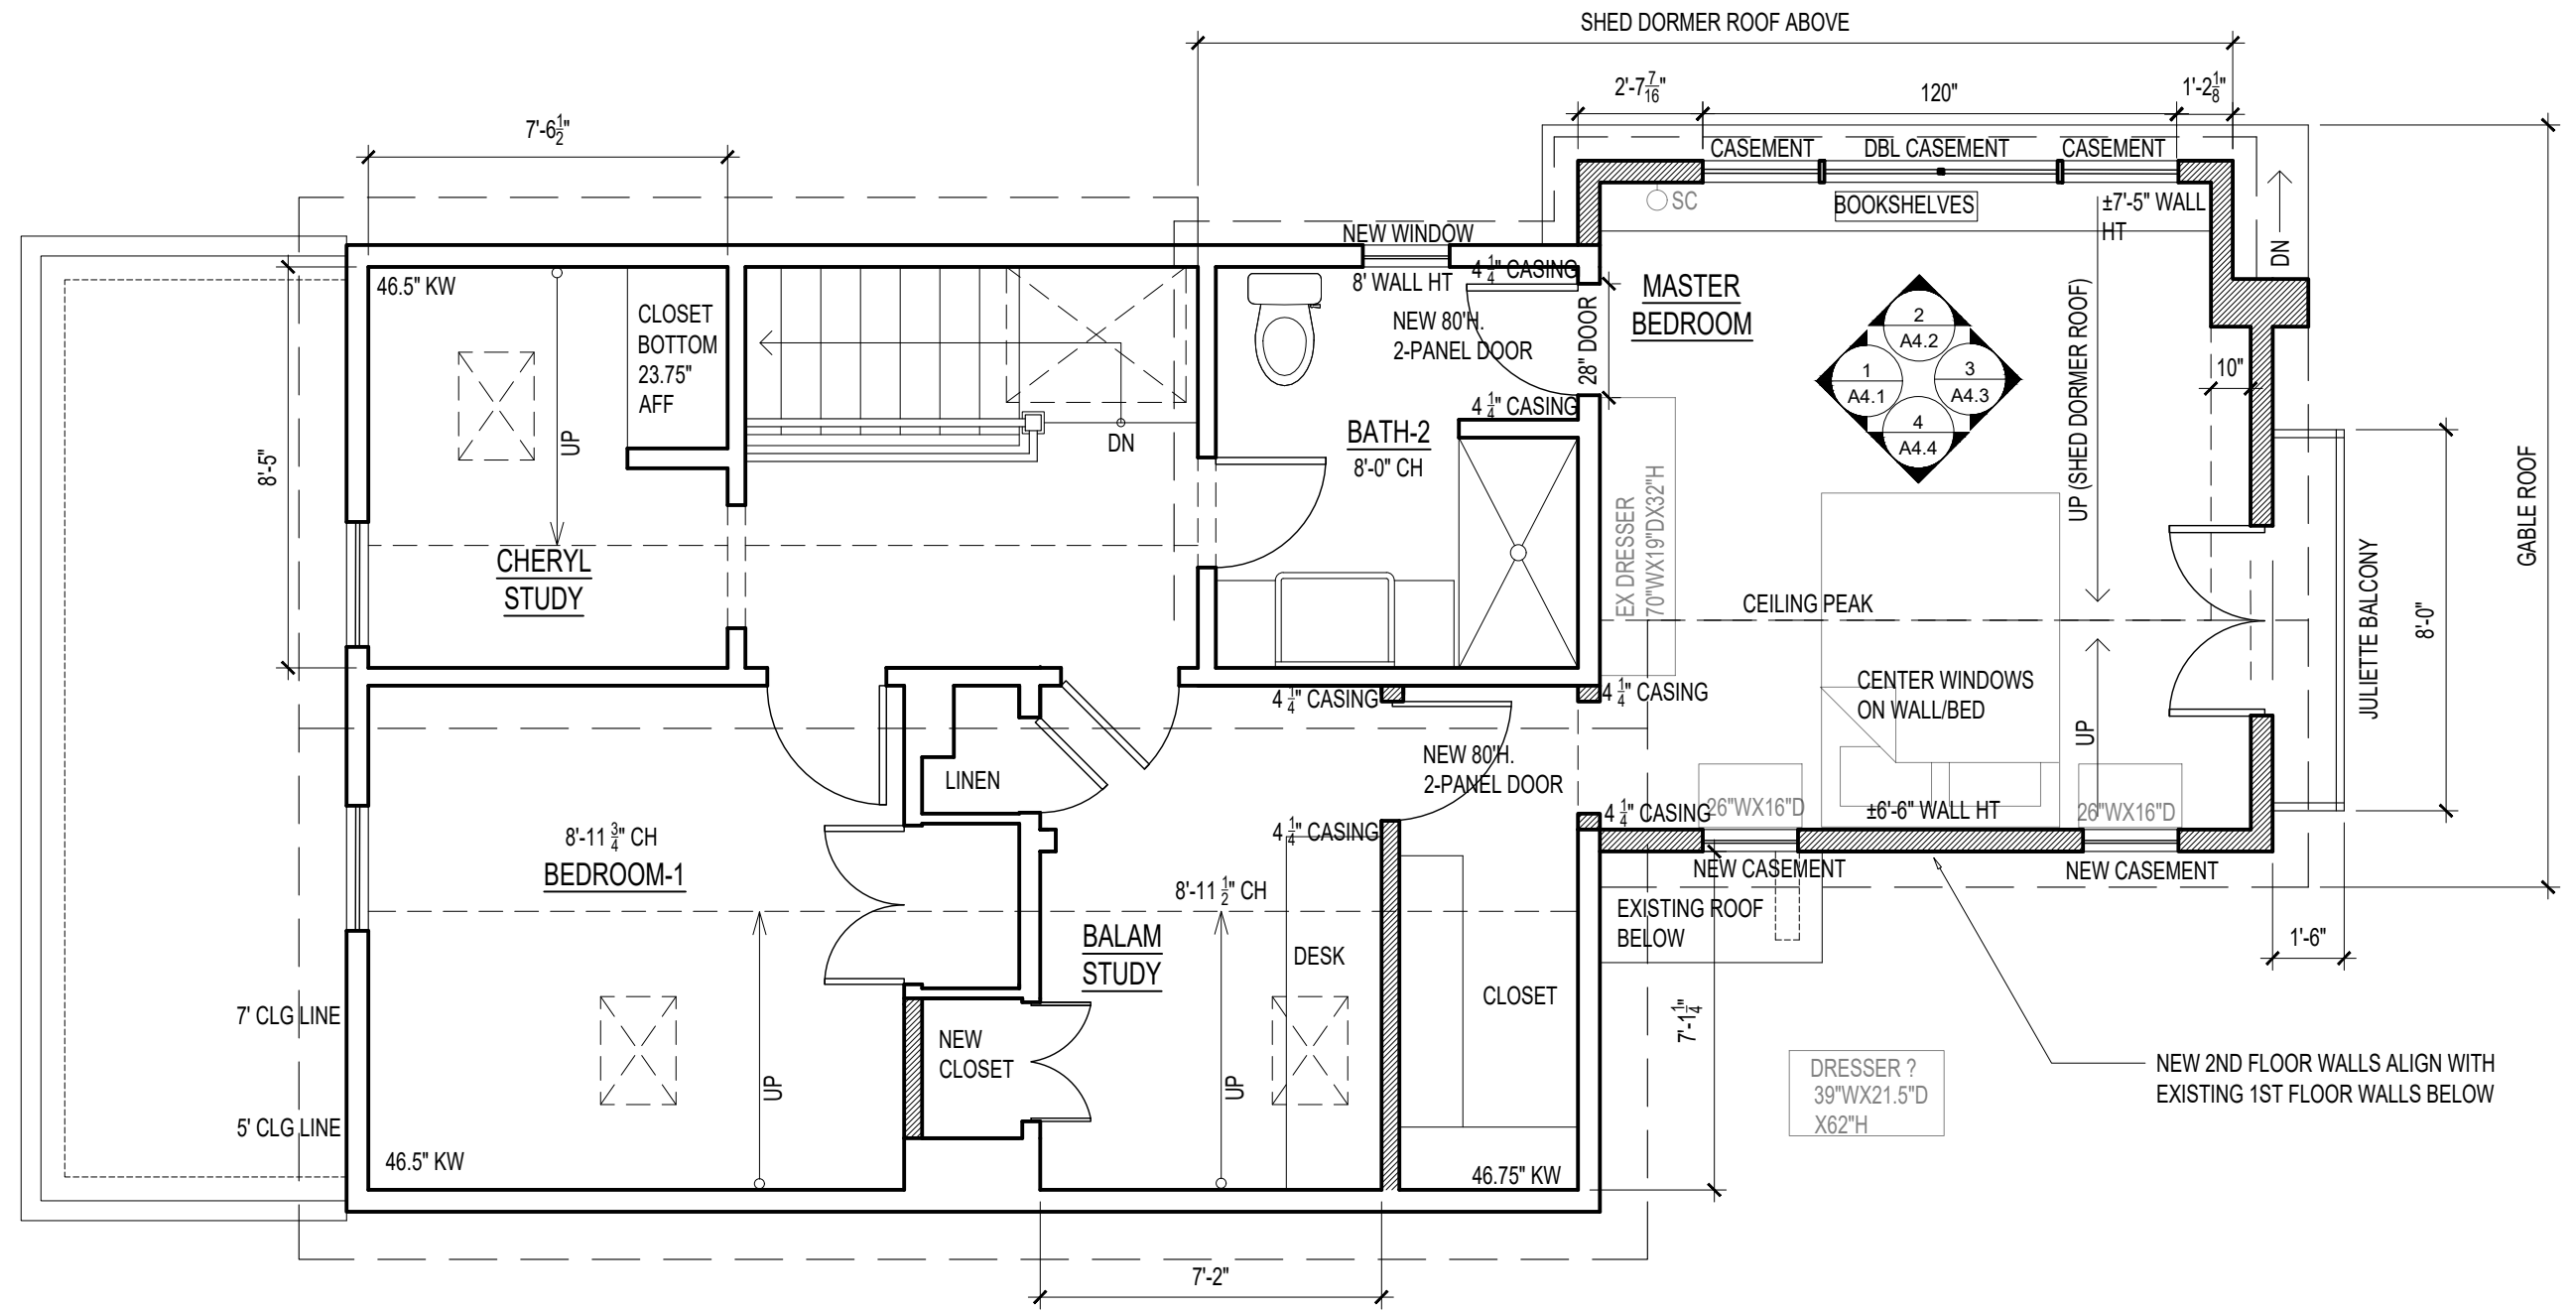 SHED DORMER ROOF ABOVE
2'-7 7/16"
120"
1'-2 1/8"
7'-6 1/2"
CASEMENT
DBL CASEMENT
CASEMENT
SC
BOOKSHELVES
±7'-5" WALL
HT
NEW WINDOW
8' WALL HT
4 1/4" CASING
DN
46.5" KW
CLOSET
BOTTOM
23.75"
AFF
MASTER
BEDROOM
NEW 80'H.
2-PANEL DOOR
28" DOOR
2
A4.2
1
A4.1
3
A4.3
4
A4.4
UP (SHED DORMER ROOF)
10"
4 1/4" CASING
BATH-2
8'-0" CH
UP
DN
8'-5"
EX DRESSER
70"WX19"DX32"H
GABLE ROOF
JULIETTE BALCONY
8'-0"
CHERYL
STUDY
CEILING PEAK
CENTER WINDOWS
ON WALL/BED
UP
4 1/4" CASING
4 1/4" CASING
NEW 80'H.
2-PANEL DOOR
LINEN
26"WX16"D
±6'-6" WALL HT
26"WX16"D
4 1/4" CASING
4 1/4" CASING
8'-11 3/4" CH
BEDROOM-1
NEW CASEMENT
NEW CASEMENT
8'-11 1/2" CH
EXISTING ROOF
BELOW
BALAM
STUDY
DESK
1'-6"
CLOSET
7'-1 1/4"
7' CLG LINE
NEW
CLOSET
UP
UP
DRESSER ?
39"WX21.5"D
X62"H
NEW 2ND FLOOR WALLS ALIGN WITH
EXISTING 1ST FLOOR WALLS BELOW
5' CLG LINE
46.5" KW
46.75" KW
7'-2"